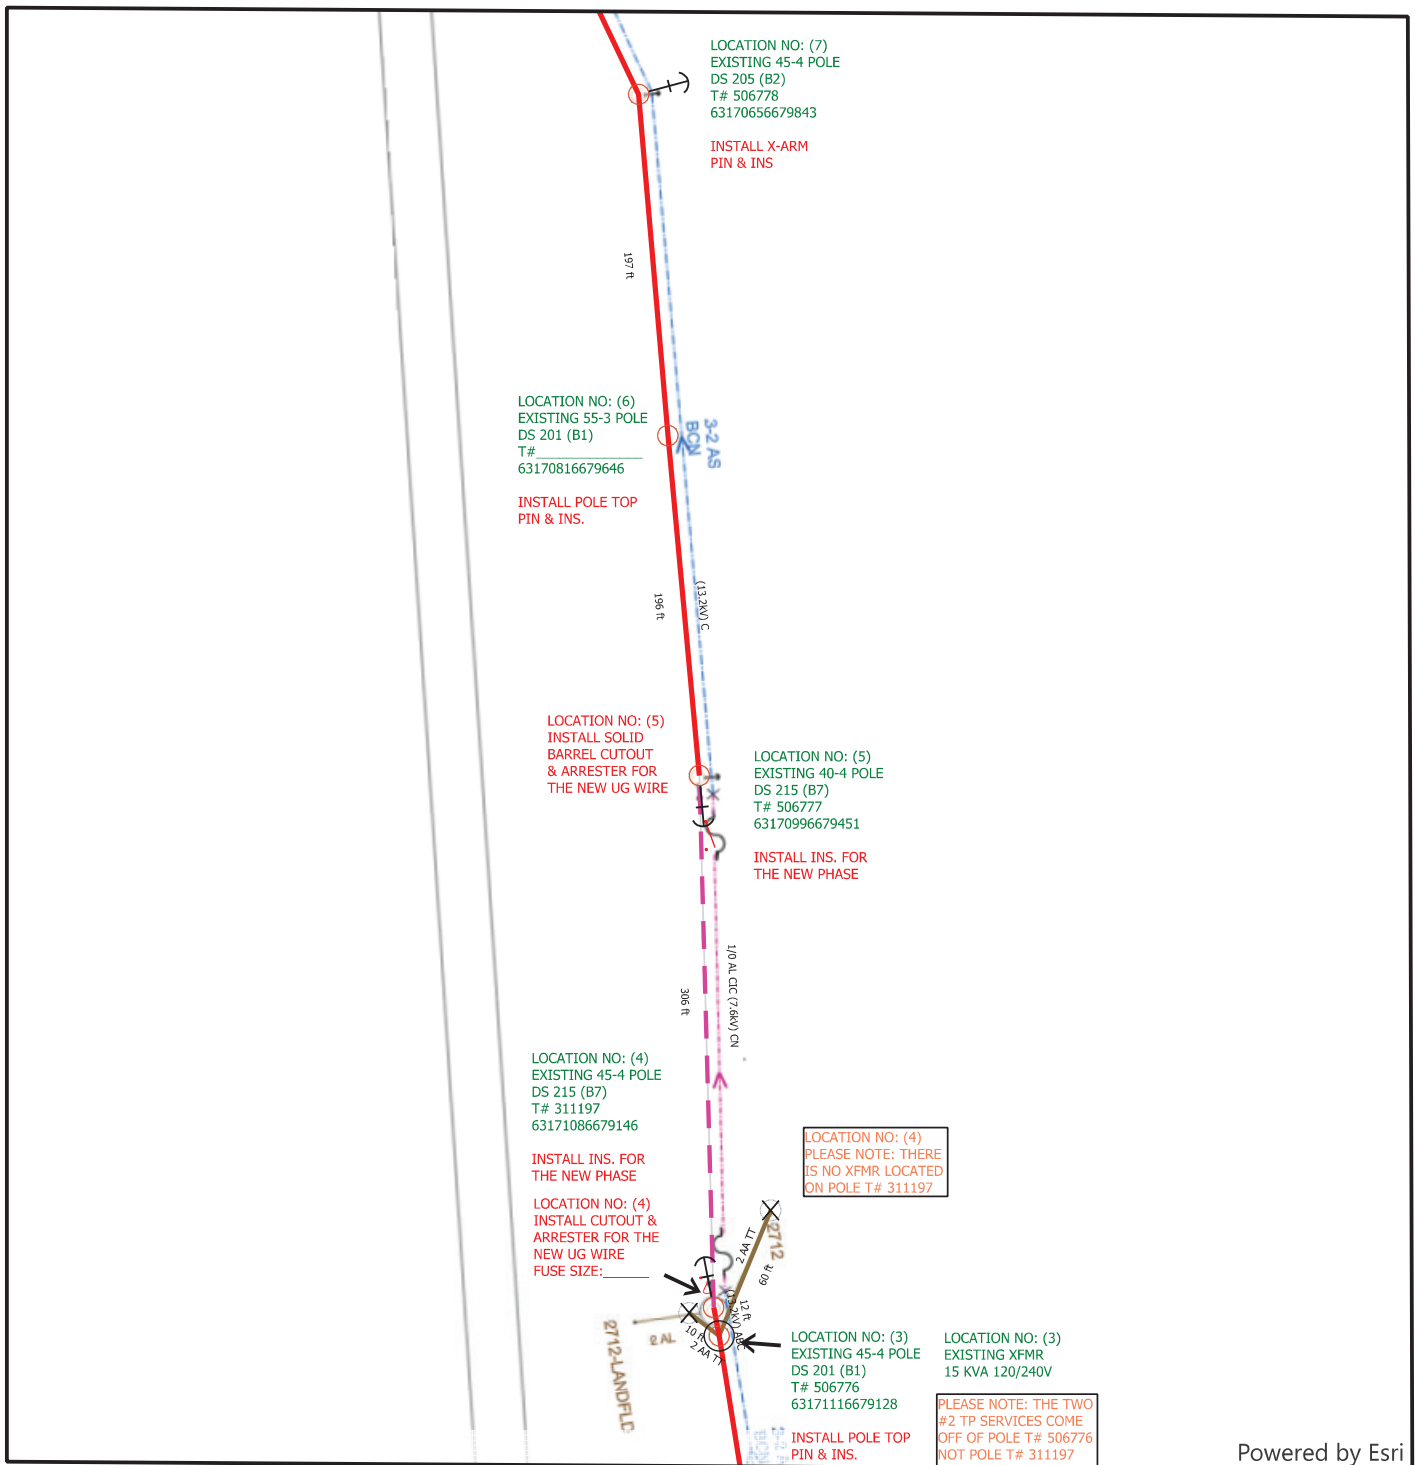 LOCATION NO: (7)
EXISTING 45-4 POLE
DS 205 (B2)
T# 506778
63170656679843
INSTALL X-ARM
PIN & INS
197 ft
LOCATION NO: (6)
EXISTING 55-3 POLE
DS 201 (B1)
T#______________
63170816679646
INSTALL POLE TOP
PIN & INS.
3-2 AS
BCN
(13.2kV) C
196 ft
LOCATION NO: (5)
INSTALL SOLID
BARREL CUTOUT
& ARRESTER FOR
THE NEW UG WIRE
LOCATION NO: (5)
EXISTING 40-4 POLE
DS 215 (B7)
T# 506777
63170996679451
INSTALL INS. FOR
THE NEW PHASE
1/0 AL CIC (7.6kV) CN
306 ft
LOCATION NO: (4)
EXISTING 45-4 POLE
DS 215 (B7)
T# 311197
63171086679146
INSTALL INS. FOR
THE NEW PHASE
LOCATION NO: (4)
INSTALL CUTOUT &
ARRESTER FOR THE
NEW UG WIRE
FUSE SIZE:______
LOCATION NO: (4)
PLEASE NOTE: THERE
IS NO XFMR LOCATED
ON POLE T# 311197
2712
2 AA TT
60 ft
12 ft
(13.2kV) ABC
10 ft
2 AA TT
2 AL
2712-LANDFLD
LOCATION NO: (3)
EXISTING 45-4 POLE
DS 201 (B1)
T# 506776
63171116679128
INSTALL POLE TOP
PIN & INS.
LOCATION NO: (3)
EXISTING XFMR
15 KVA 120/240V
PLEASE NOTE: THE TWO
#2 TP SERVICES COME
OFF OF POLE T# 506776
NOT POLE T# 311197
Powered by Esri